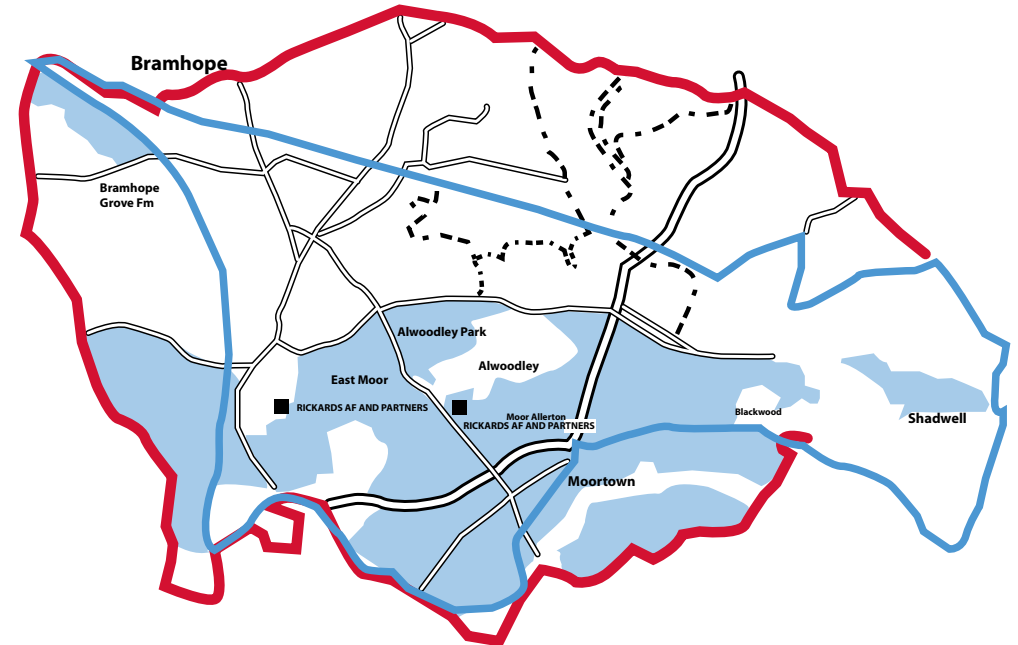 Bramhope
Bramhope
Grove Fm
Alwoodley Park
Alwoodley
East Moor
RICKARDS AF AND PARTNERS
Moor Allerton
RICKARDS AF AND PARTNERS
Blackwood
Shadwell
Moortown